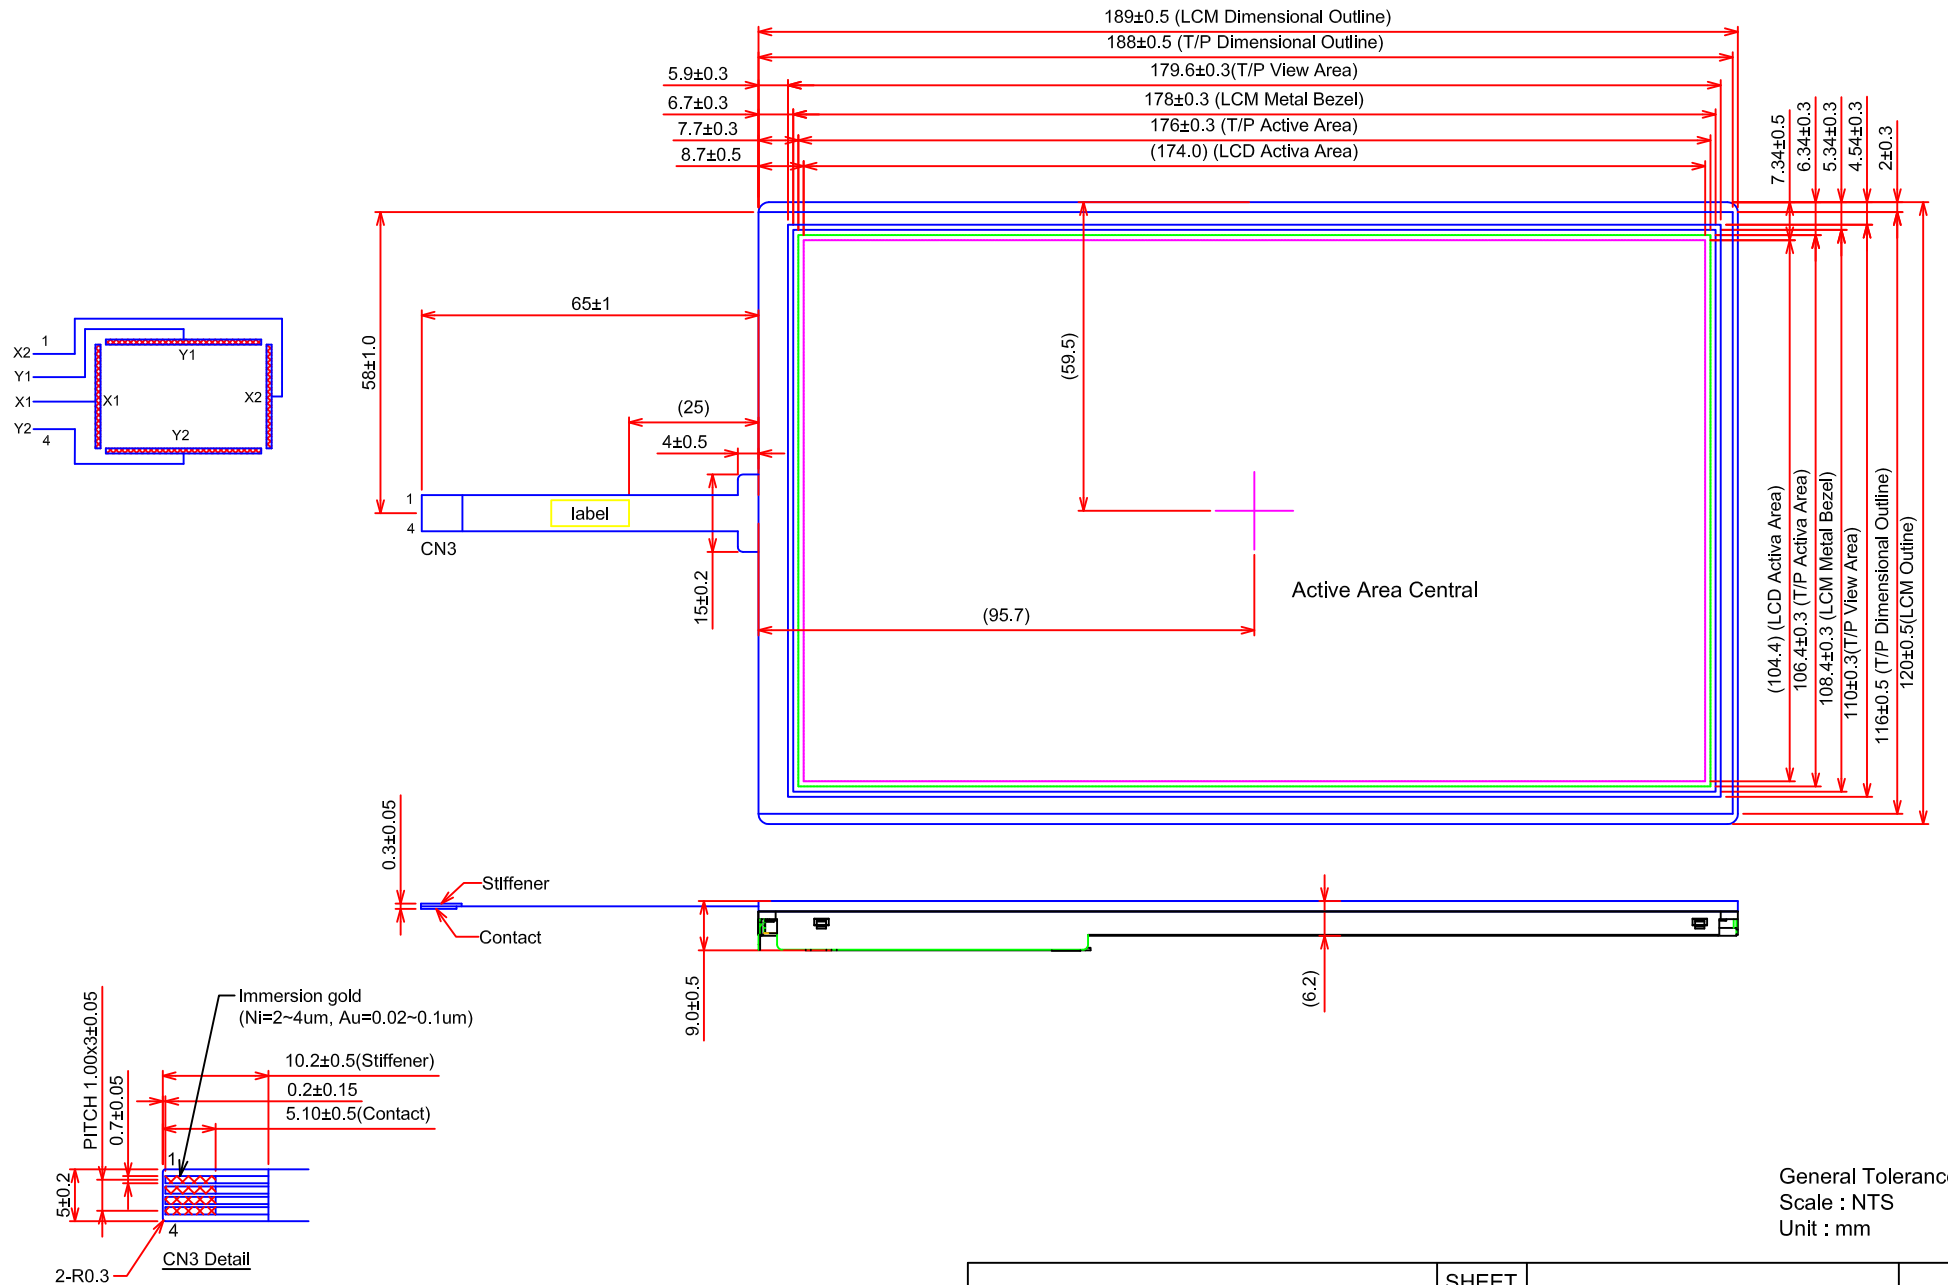 189±0.5 (LCM Dimensional Outline)
188±0.5 (T/P Dimensional Outline)
5.9±0.3
179.6±0.3(T/P View Area)
6.7±0.3
178±0.3 (LCM Metal Bezel)
7.7±0.3
176±0.3 (T/P Active Area)
8.7±0.5
(174.0) (LCD Activa Area)
7.34±0.5
6.34±0.3
5.34±0.3
4.54±0.3
2±0.3
65±1
58±1.0
(59.5)
X2
1
Y1
X1
Y2
4
Y1
X1
X2
Y2
(25)
4±0.5
1
4
label
CN3
15±0.2
Active Area Central
(95.7)
(104.4) (LCD Activa Area)
106.4±0.3 (T/P Activa Area)
108.4±0.3 (LCM Metal Bezel)
110±0.3(T/P View Area)
116±0.5 (T/P Dimensional Outline)
120±0.5(LCM Outine)
0.3±0.05
Stiffener
Contact
9.0±0.5
(6.2)
Immersion gold
(Ni=2~4um, Au=0.02~0.1um)
10.2±0.5(Stiffener)
0.2±0.15
5.10±0.5(Contact)
PITCH 1.00x3±0.05
0.7±0.05
5±0.2
1
4
CN3 Detail
2-R0.3
General Tolerance
Scale : NTS
Unit : mm
SHEET